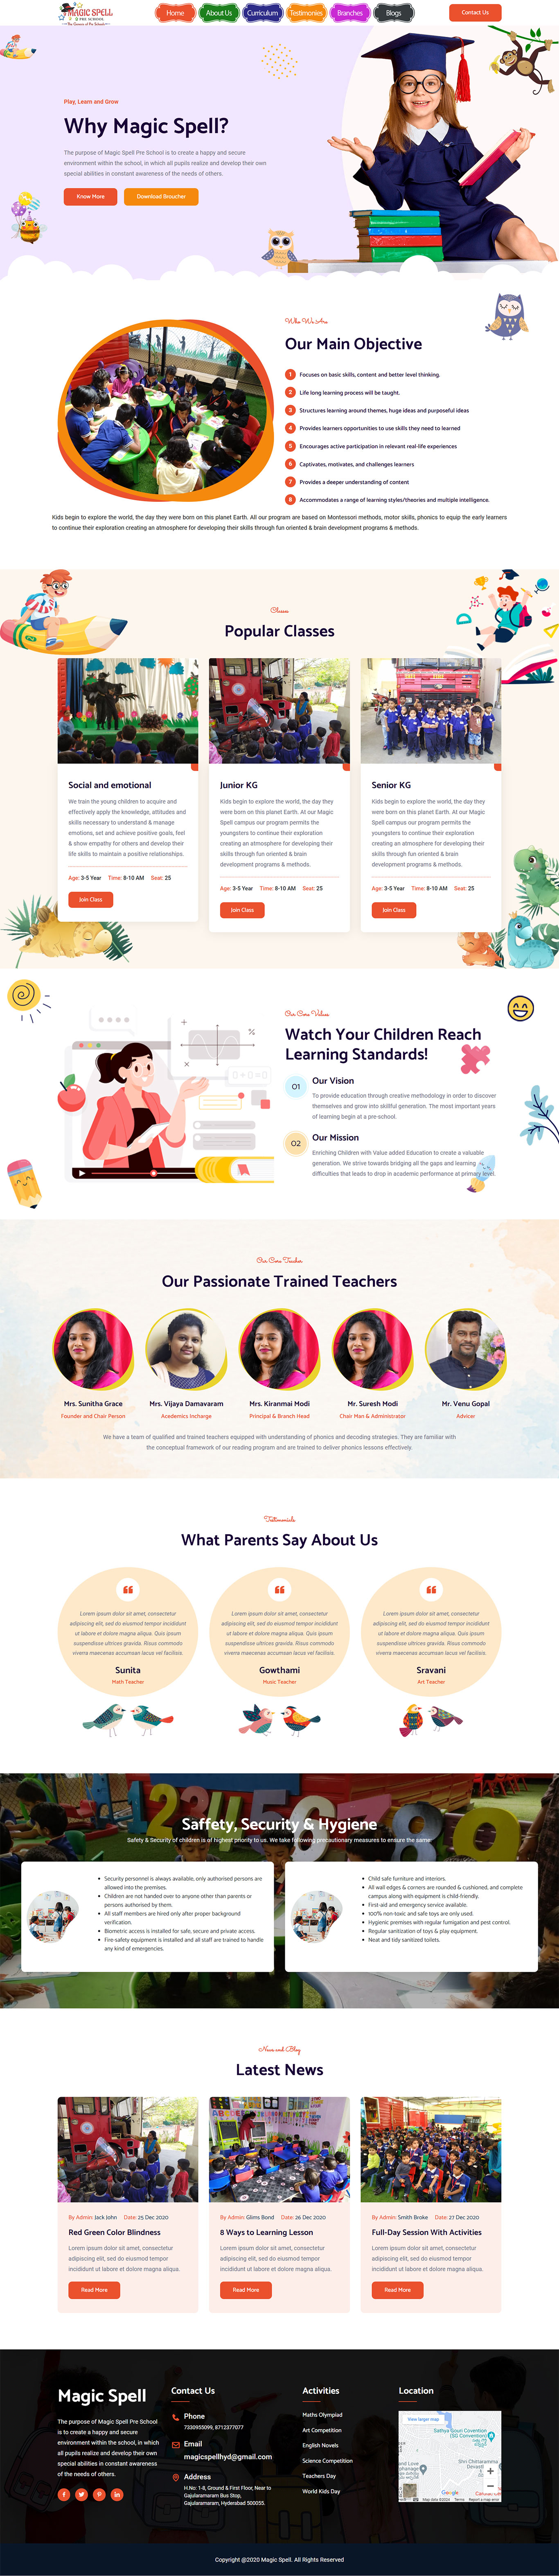 MAGIC SPELL
PRE SCHOOL
Home
About Us
Curriculum
Testimonies
Branches
Blogs
Contact Us
Play, Learn and Grow
Why Magic Spell?
The purpose of Magic Spell Pre School is to create a happy and secure
environment within the school, in which all pupils realize and develop their own
special abilities in constant awareness of the needs of others.
Know More
Download Broucher
Who We Are
Our Main Objective
1 Focuses on basic skills, content and better level thinking.
2 Life long learning process will be taught.
3 Structures learning around themes, huge ideas and purposeful ideas
4 Provides learners opportunities to use skills they need to learned
5 Encourages active participation in relevant real-life experiences
6 Captivates, motivates, and challenges learners
7 Provides a deeper understanding of content
8 Accommodates a range of learning styles/theories and multiple intelligence.
Kids begin to explore the world, the day they were born on this planet Earth. All our program are based on Montessori methods, motor skills, phonics to equip the early learners
to continue their exploration creating an atmosphere for developing their skills through fun oriented & brain development programs & methods.
Classes
Popular Classes
Social and emotional
We train the young children to acquire and
effectively apply the knowledge, attitudes and
skills necessary to understand & manage
emotions, set and achieve positive goals, feel
& show empathy for others and develop their
life skills to maintain a positive relationships.
Age: 3-5 Year Time: 8-10 AM Seat: 25
Join Class
Junior KG
Kids begin to explore the world, the day they
were born on this planet Earth. At our Magic
Spell campus our program permits the
youngsters to continue their exploration
creating an atmosphere for developing their
skills through fun oriented & brain
development programs & methods.
Age: 3-5 Year Time: 8-10 AM Seat: 25
Join Class
Senior KG
Kids begin to explore the world, the day they
were born on this planet Earth. At our Magic
Spell campus our program permits the
youngsters to continue their exploration
creating an atmosphere for developing their
skills through fun oriented & brain
development programs & methods.
Age: 3-5 Year Time: 8-10 AM Seat: 25
Join Class
Our Core Values
Watch Your Children Reach
Learning Standards!
01
Our Vision
To provide education through creative methodology in order to discover
themselves and grow into skillful generation. The most important years
of learning begin at a pre-school.
02
Our Mission
Enriching Children with Value added Education to create a valuable
generation. We strive towards bridging all the gaps and learning
difficulties that leads to drop in academic performance at primary level.
Our Core Teacher
Our Passionate Trained Teachers
Mrs. Sunitha Grace
Founder and Chair Person
Mrs. Vijaya Damavaram
Acedemics Incharge
Mrs. Kiranmai Modi
Principal & Branch Head
Mr. Suresh Modi
Chair Man & Administrator
Mr. Venu Gopal
Advicer
We have a team of qualified and trained teachers equipped with understanding of phonics and decoding strategies. They are familiar with
the conceptual framework of our reading program and are trained to deliver phonics lessons effectively.
Testimonials
What Parents Say About Us
Lorem ipsum dolor sit amet, consectetur
adipiscing elit, sed do eiusmod tempor incididunt
ut labore et dolore magna aliqua. Quis ipsum
suspendisse ultrices gravida. Risus commodo
viverra maecenas accumsan lacus vel facilisis.
Sunita
Math Teacher
Lorem ipsum dolor sit amet, consectetur
adipiscing elit, sed do eiusmod tempor incididunt
ut labore et dolore magna aliqua. Quis ipsum
suspendisse ultrices gravida. Risus commodo
viverra maecenas accumsan lacus vel facilisis.
Gowthami
Music Teacher
Lorem ipsum dolor sit amet, consectetur
adipiscing elit, sed do eiusmod tempor incididunt
ut labore et dolore magna aliqua. Quis ipsum
suspendisse ultrices gravida. Risus commodo
viverra maecenas accumsan lacus vel facilisis.
Sravani
Art Teacher
Saffety, Security & Hygiene
Safety & Security of children is of highest priority to us. We take following precautionary measures to ensure the same:
Security personnel is always available, only authorised persons are
allowed into the premises.
Children are not handed over to anyone other than parents or
persons authorised by them.
All staff members are hired only after proper background
verification.
Biometric access is installed for safe, secure and private access.
Fire-safety equipment is installed and all staff are trained to handle
any kind of emergencies.
Child safe furniture and interiors.
All wall edges & corners are rounded & cushioned, and complete
campus along with equipment is child-friendly.
First-aid and emergency service available.
100% non-toxic and safe toys are only used.
Hygienic premises with regular fumigation and pest control.
Regular sanitization of toys & play equipment.
Neat and tidy sanitized toilets.
News and Blog
Latest News
By Admin: Jack John Date: 25 Dec 2020
Red Green Color Blindness
Lorem ipsum dolor sit amet, consectetur
adipiscing elit, sed do eiusmod tempor
incididunt ut labore et dolore magna aliqua.
Read More
By Admin: Glims Bond Date: 26 Dec 2020
8 Ways to Learning Lesson
Lorem ipsum dolor sit amet, consectetur
adipiscing elit, sed do eiusmod tempor
incididunt ut labore et dolore magna aliqua.
Read More
By Admin: Smith Broke Date: 27 Dec 2020
Full-Day Session With Activities
Lorem ipsum dolor sit amet, consectetur
adipiscing elit, sed do eiusmod tempor
incididunt ut labore et dolore magna aliqua.
Read More
Magic Spell
The purpose of Magic Spell Pre School
is to create a happy and secure
environment within the school, in which
all pupils realize and develop their own
special abilities in constant awareness
of the needs of others.
Contact Us
Phone
7330955099, 8712377077
Email
magicspellhyd@gmail.com
Address
H.No: 1-8, Ground & First Floor, Near to
Gajularamaram Bus Stop,
Gajularamaram, Hyderabad 500055.
Activities
Maths Olympiad
Art Competition
English Novels
Science Competition
Teachers Day
World Kids Day
Location
View larger map
Google
Copyright @2020 Magic Spell. All Rights Reserved